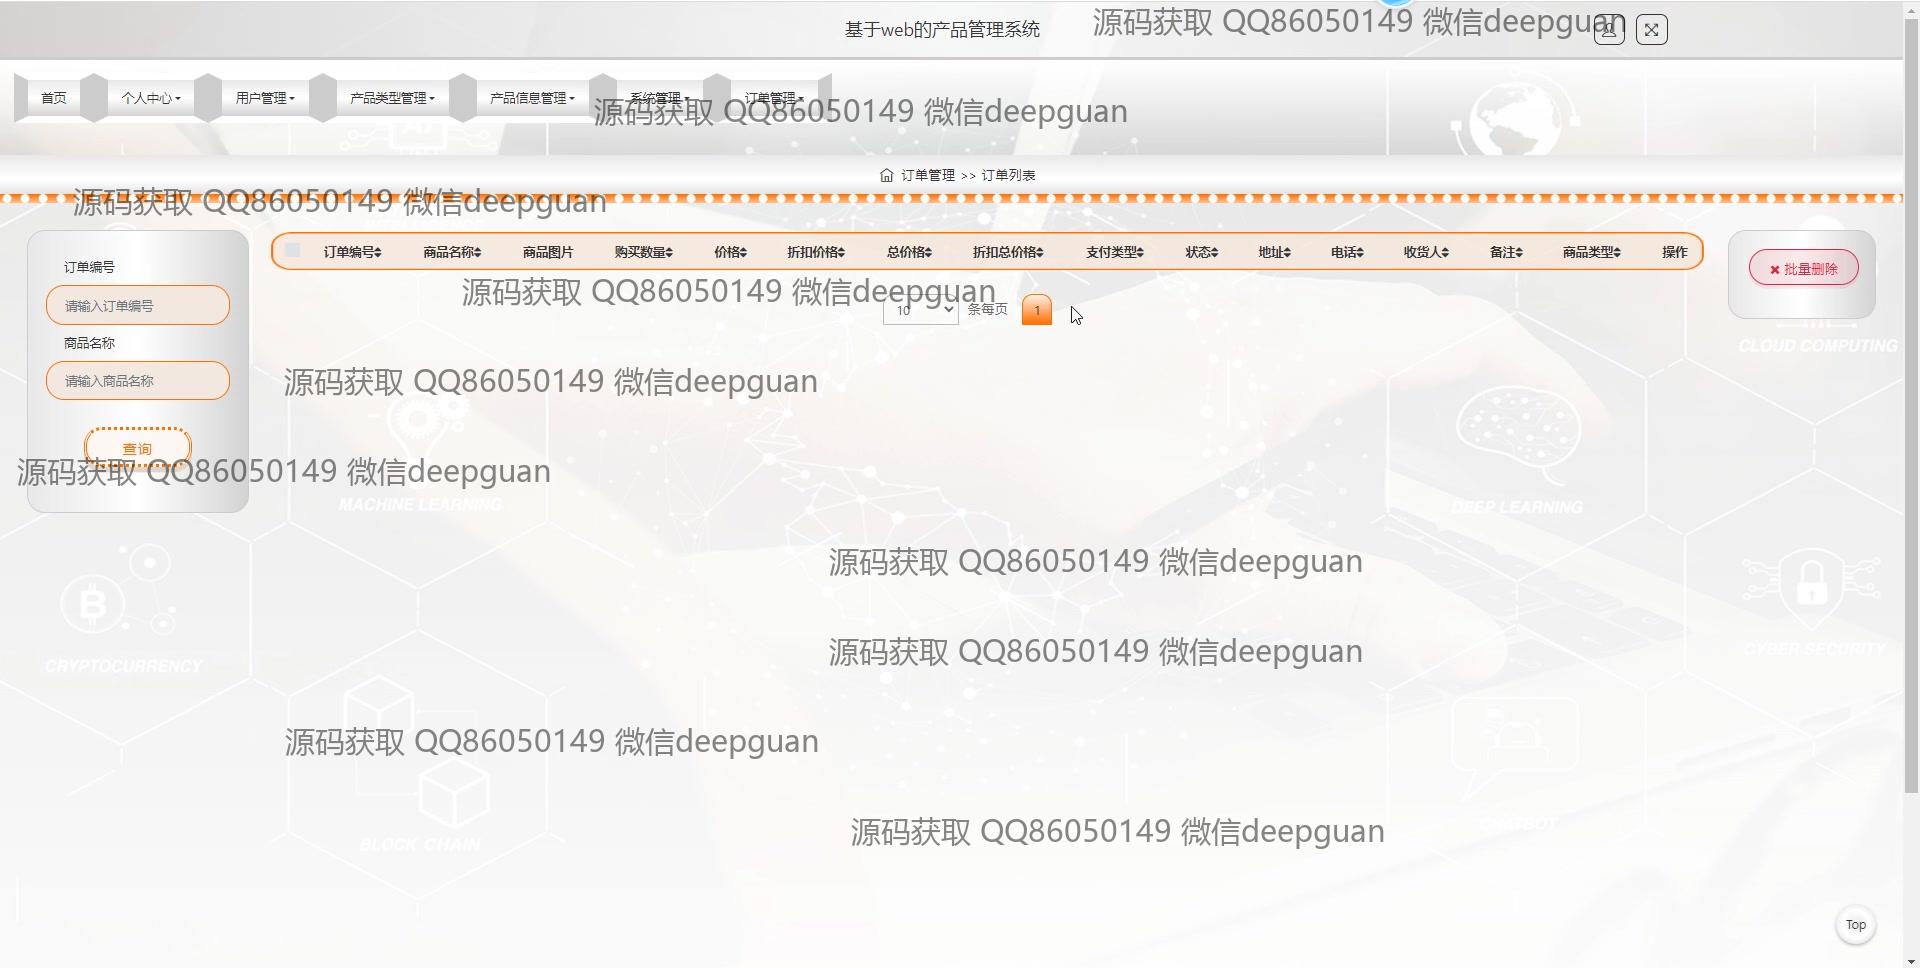 基于web的产品管理系统
源码获取 QQ86050149 微信deepguan
首页 个人中心 用户管理 产品类型管理 产品信息管理 系统管理 订单管理
源码获取 QQ86050149 微信deepguan
订单管理 >> 订单列表
源码获取 QQ86050149 微信deepguan
订单编号 商品名称 商品图片 购买数量 价格 折扣价格 总价格 折扣总价格 支付类型 状态 地址 电话 收货人 备注 商品类型 操作
订单编号
请输入订单编号
商品名称
请输入商品名称
查询
批量删除
源码获取 QQ86050149 微信deepguan
10 条每页 1
CLOUD COMPUTING
源码获取 QQ86050149 微信deepguan
源码获取 QQ86050149 微信deepguan
MACHINE LEARNING
DEEP LEARNING
源码获取 QQ86050149 微信deepguan
源码获取 QQ86050149 微信deepguan
CYBER SECURITY
CRYPTOCURRENCY
源码获取 QQ86050149 微信deepguan
源码获取 QQ86050149 微信deepguan
CHATBOT
BLOCK CHAIN
Top